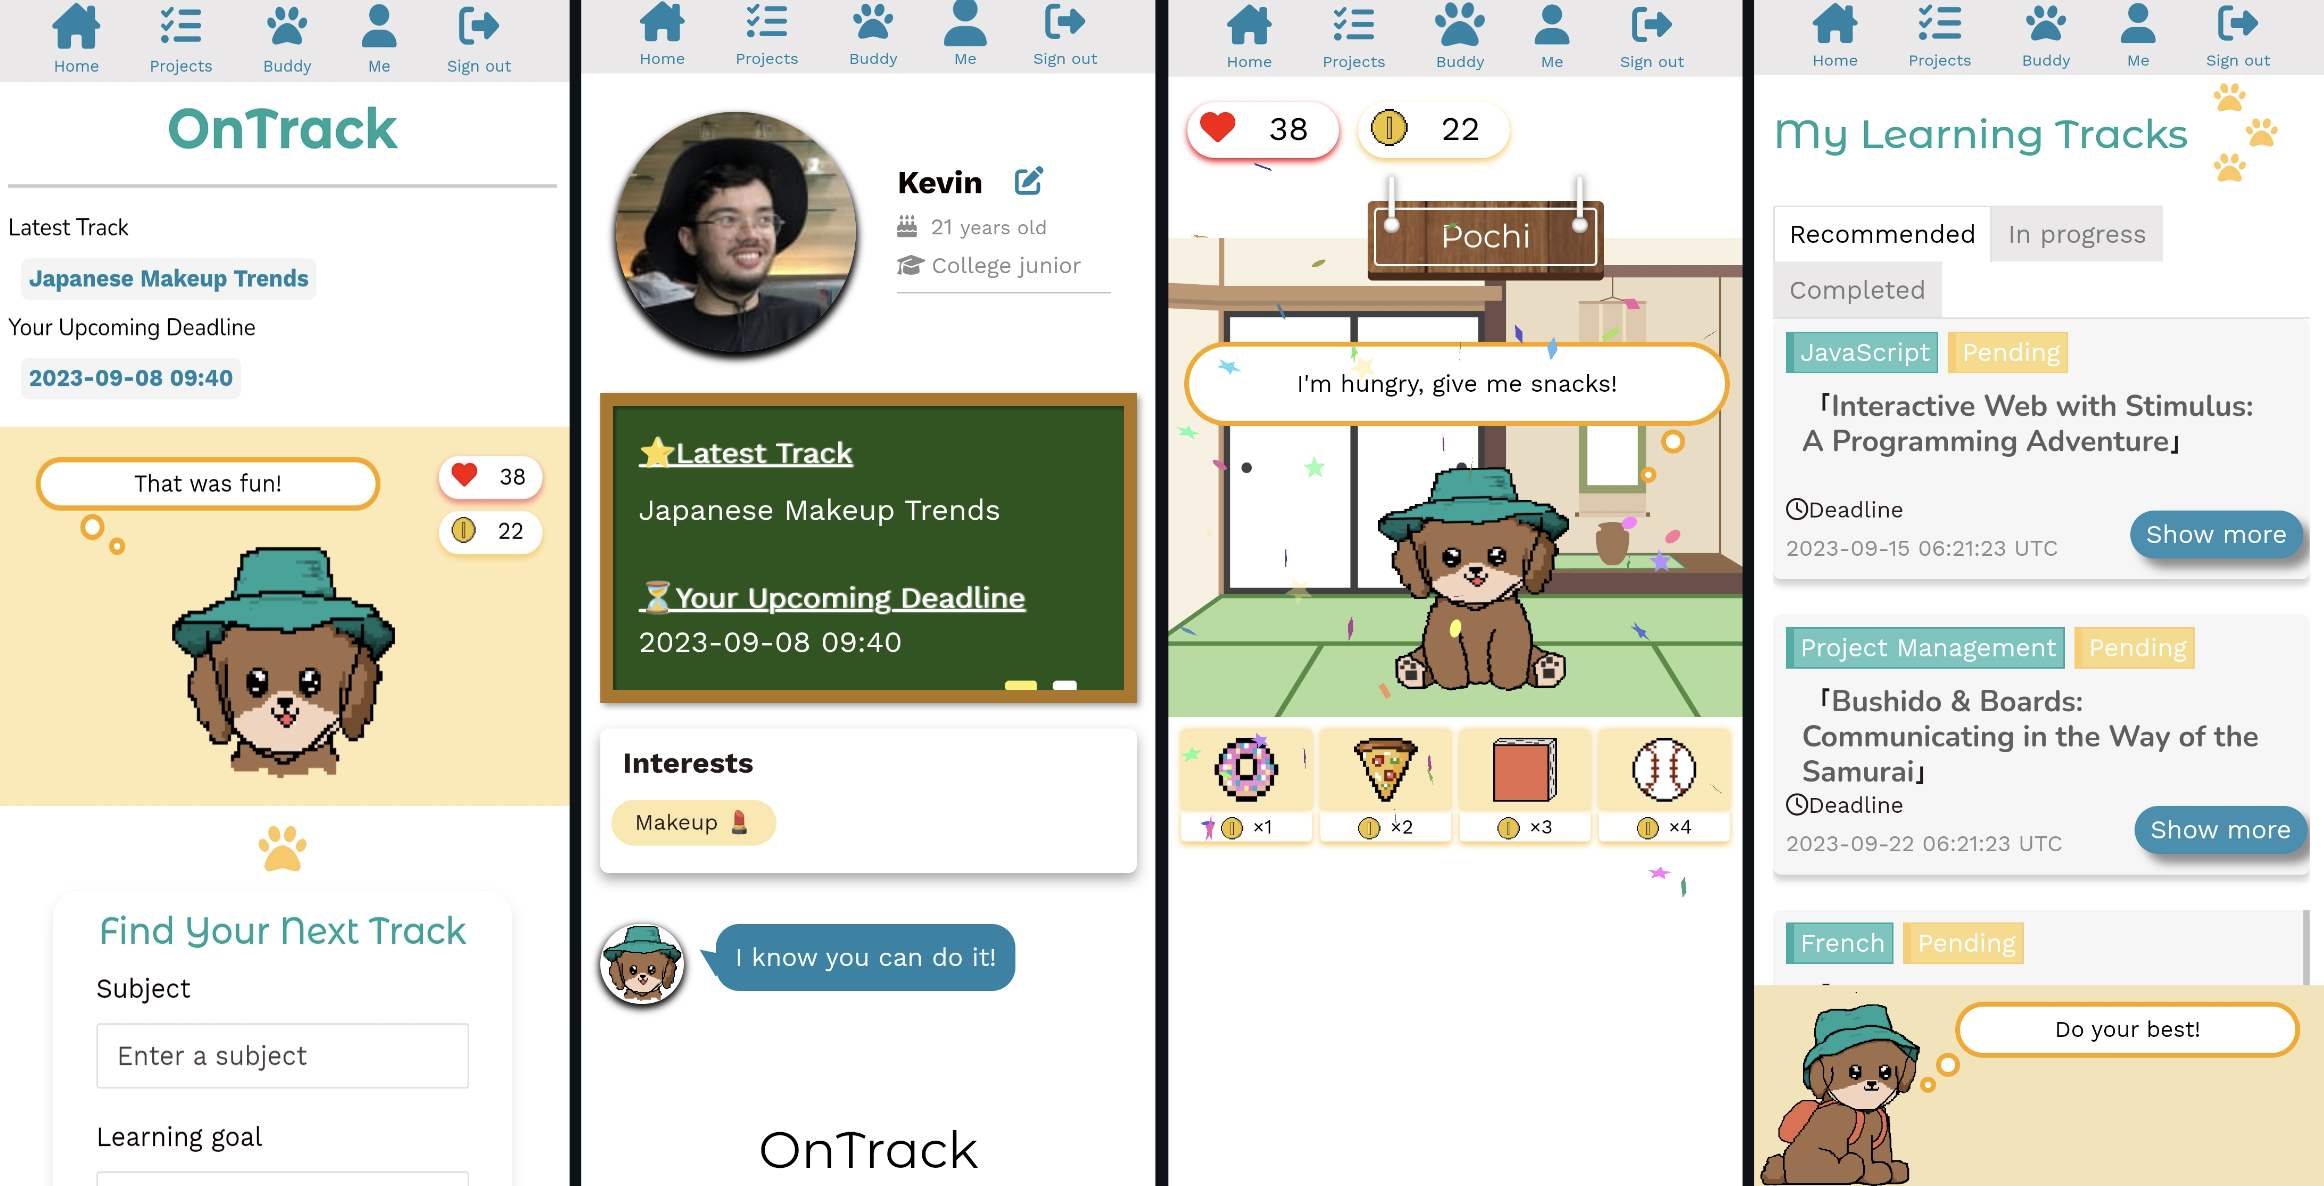 Home Projects Buddy Me Sign out
OnTrack
Latest Track
Japanese Makeup Trends
Your Upcoming Deadline
2023-09-08 09:40
That was fun!
38
22
Find Your Next Track
Subject
Enter a subject
Learning goal
Home Projects Buddy Me Sign out
Kevin
21 years old
College junior
⭐Latest Track
Japanese Makeup Trends
⏳Your Upcoming Deadline
2023-09-08 09:40
Interests
Makeup 💄
I know you can do it!
OnTrack
Home Projects Buddy Me Sign out
38 22
Pochi
I'm hungry, give me snacks!
×1 ×2 ×3 ×4
Home Projects Buddy Me Sign out
My Learning Tracks
Recommended In progress
Completed
JavaScript Pending
「Interactive Web with Stimulus:
A Programming Adventure」
Deadline
2023-09-15 06:21:23 UTC
Show more
Project Management Pending
「Bushido & Boards:
Communicating in the Way of the
Samurai」
Deadline
2023-09-22 06:21:23 UTC
Show more
French Pending
Do your best!